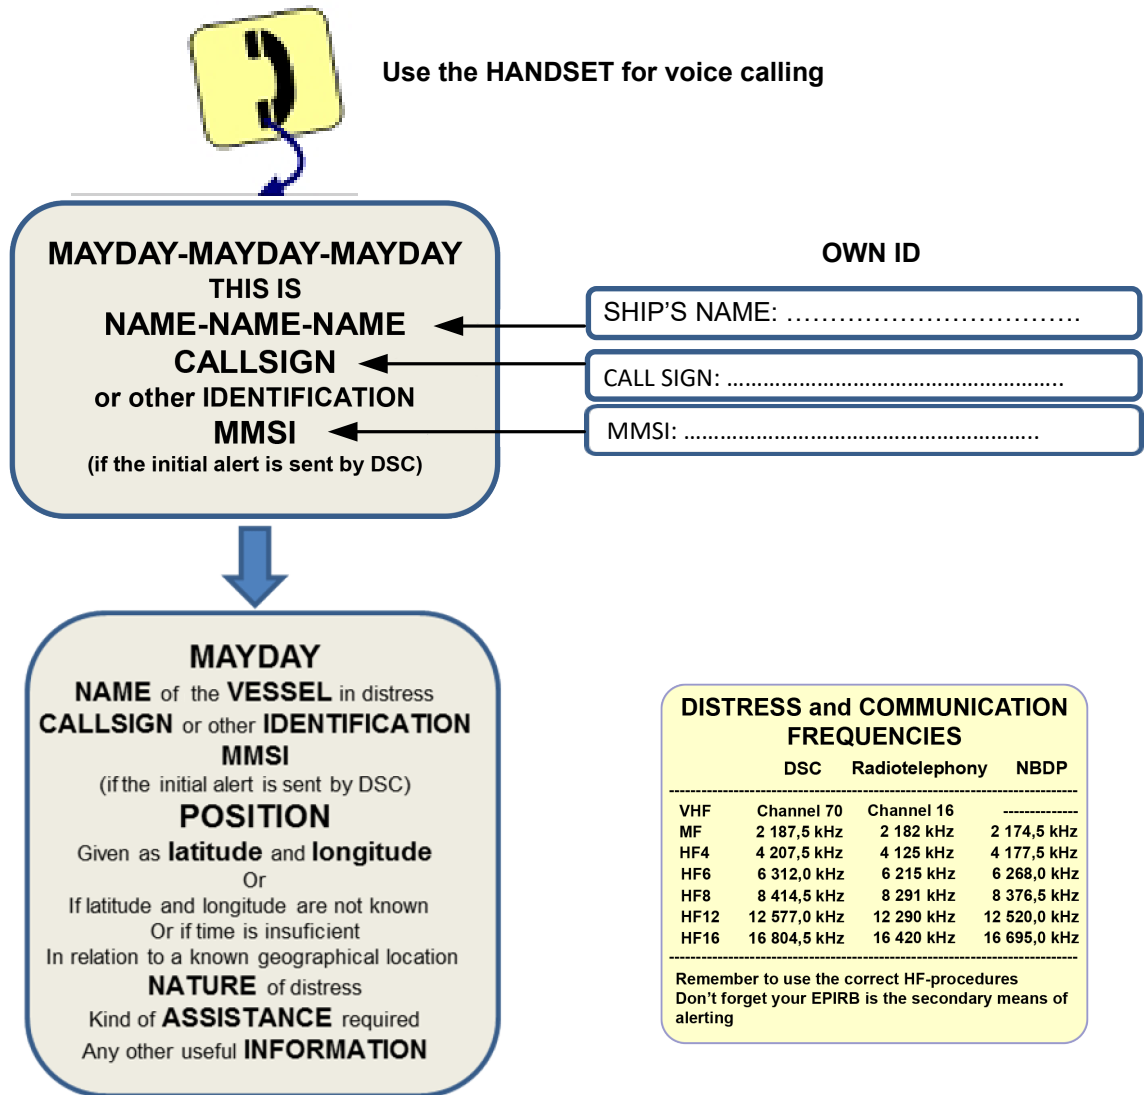 Use the HANDSET for voice calling
MAYDAY-MAYDAY-MAYDAY
THIS IS
NAME-NAME-NAME
CALLSIGN
or other IDENTIFICATION
MMSI
(if the initial alert is sent by DSC)
OWN ID
SHIP'S NAME: …………………………….
CALL SIGN: ………………………………………………..
MMSI: …………………………………………………..
MAYDAY
NAME of the VESSEL in distress
CALLSIGN or other IDENTIFICATION
MMSI
(if the initial alert is sent by DSC)
POSITION
Given as latitude and longitude
Or
If latitude and longitude are not known
Or if time is insuficient
In relation to a known geographical location
NATURE of distress
Kind of ASSISTANCE required
Any other useful INFORMATION
DISTRESS and COMMUNICATION
FREQUENCIES
DSC Radiotelephony NBDP
VHF Channel 70 Channel 16 --------------
MF 2 187,5 kHz 2 182 kHz 2 174,5 kHz
HF4 4 207,5 kHz 4 125 kHz 4 177,5 kHz
HF6 6 312,0 kHz 6 215 kHz 6 268,0 kHz
HF8 8 414,5 kHz 8 291 kHz 8 376,5 kHz
HF12 12 577,0 kHz 12 290 kHz 12 520,0 kHz
HF16 16 804,5 kHz 16 420 kHz 16 695,0 kHz
Remember to use the correct HF-procedures
Don't forget your EPIRB is the secondary means of
alerting